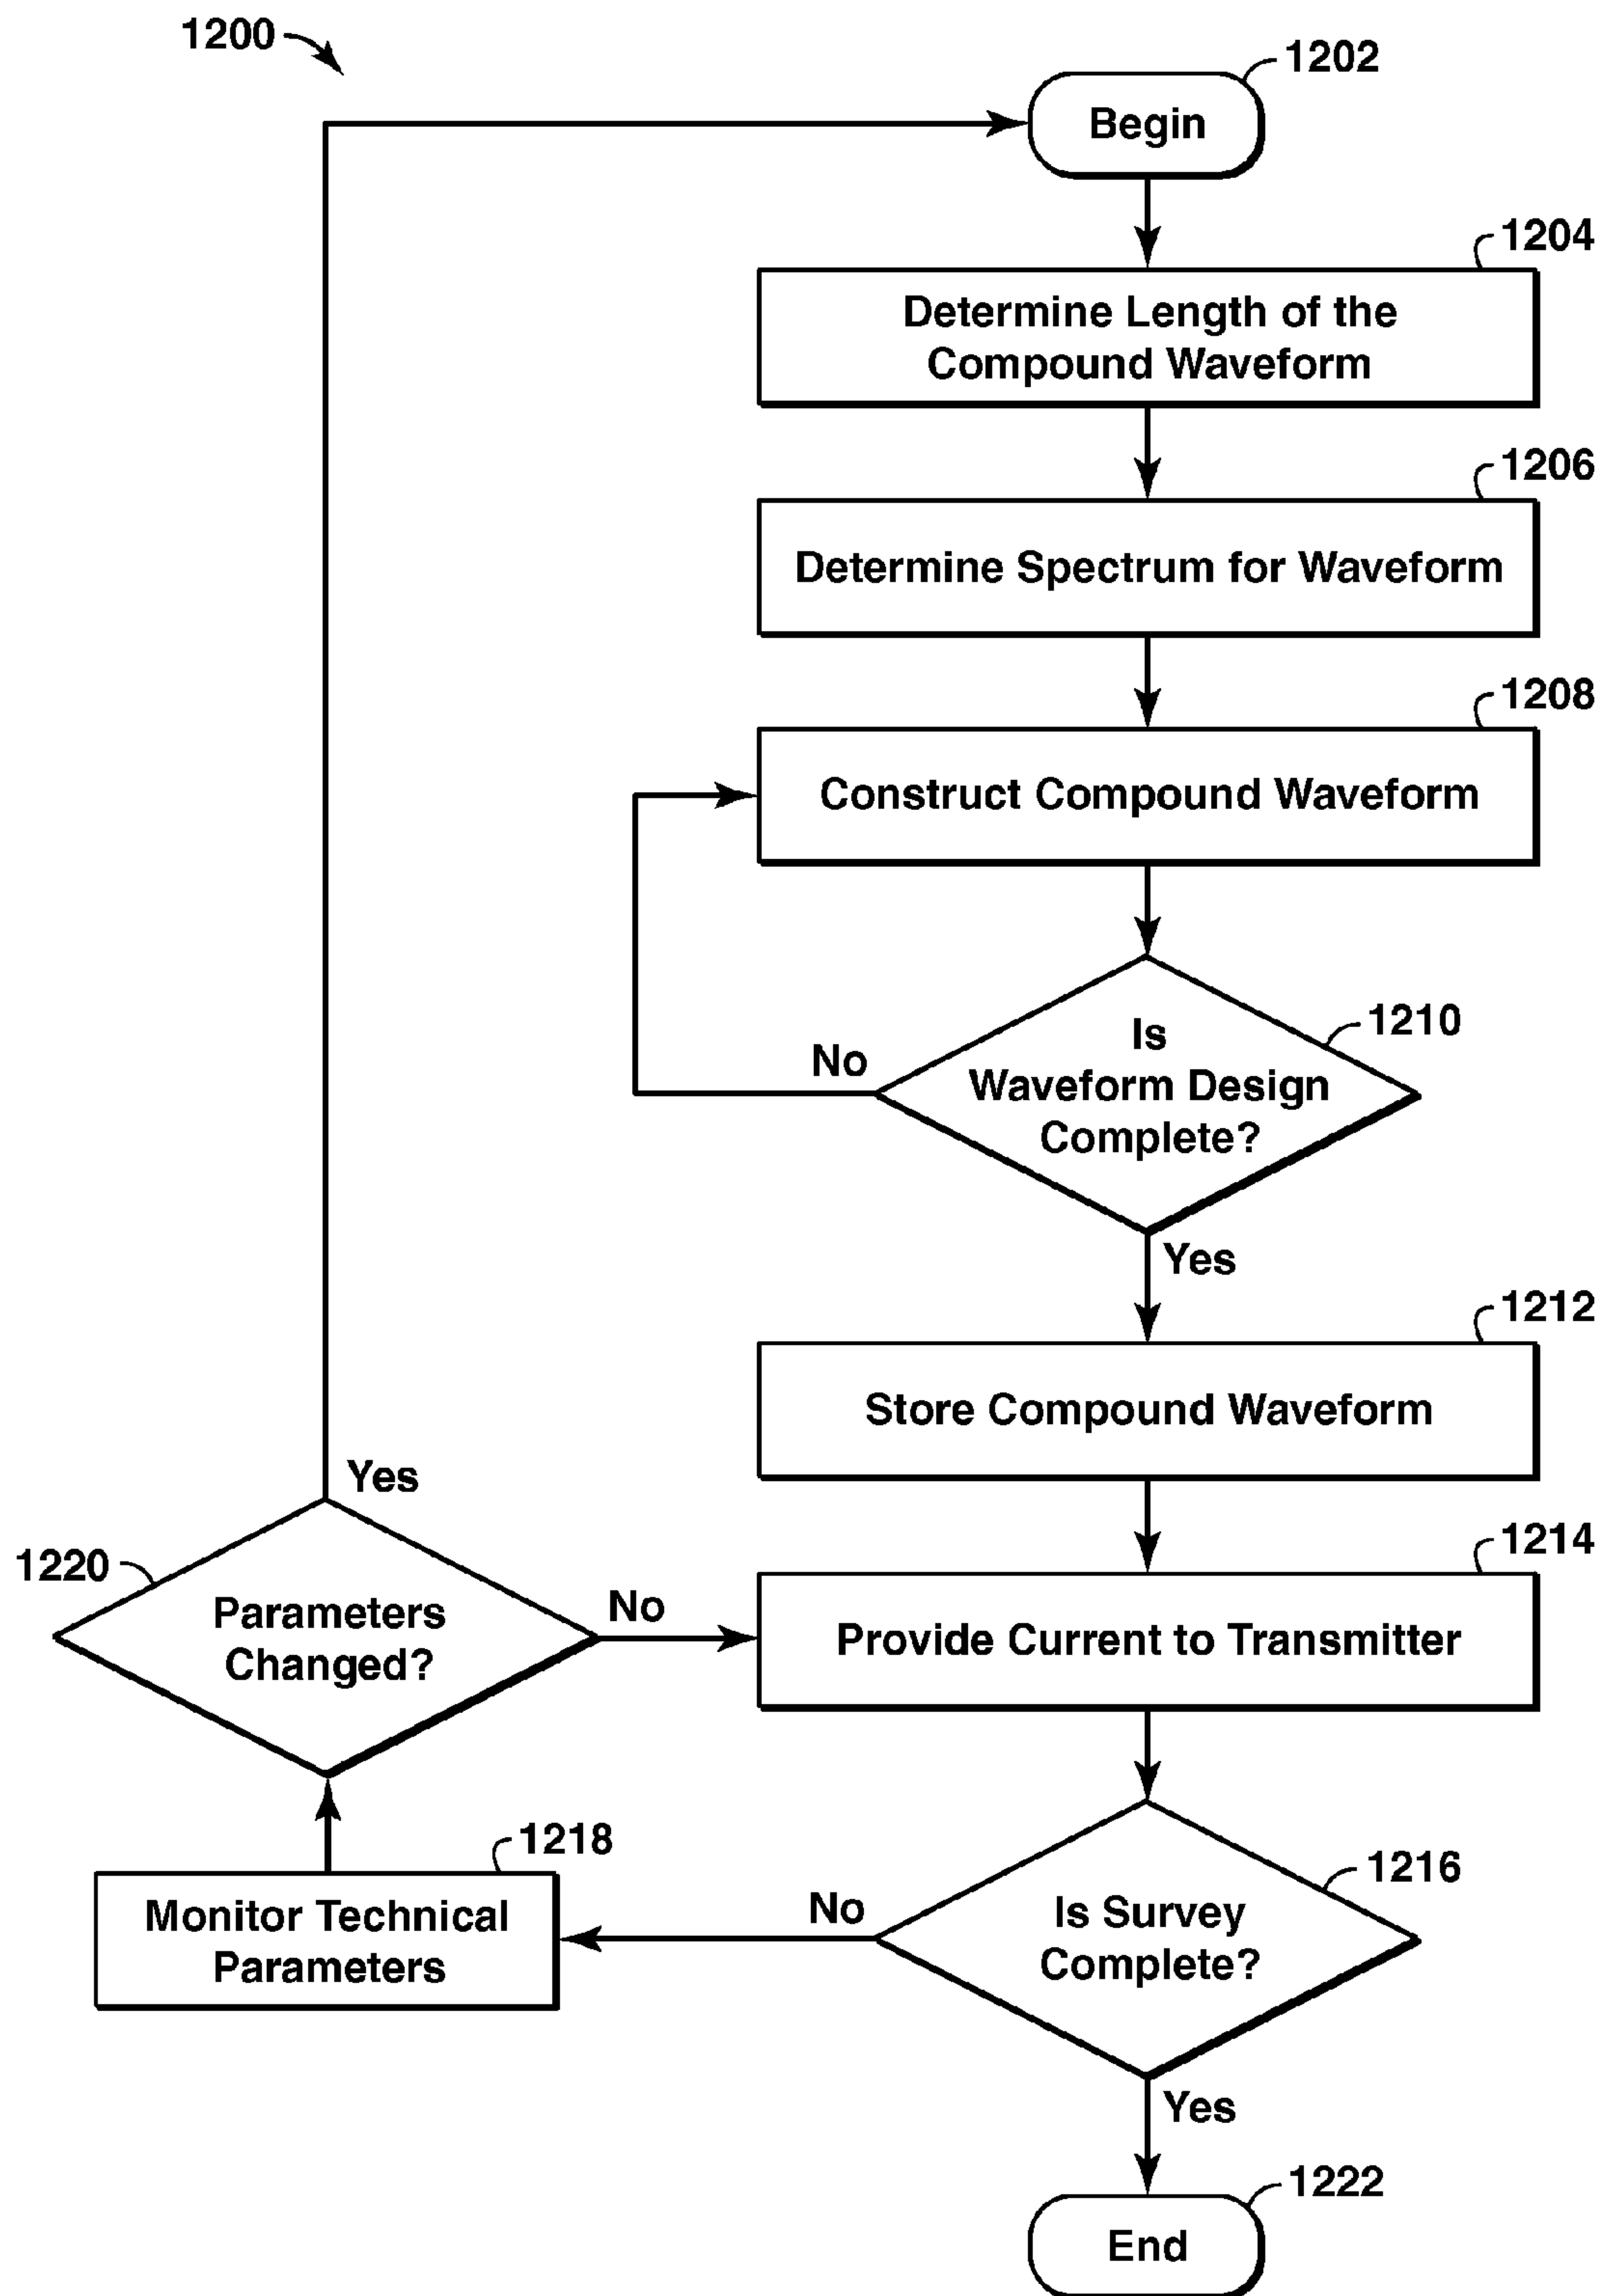 1200
1202
Begin
1204
Determine Length of the
Compound Waveform
1206
Determine Spectrum for Waveform
1208
Construct Compound Waveform
1210
Is
Waveform Design
Complete?
No
Yes
1212
Store Compound Waveform
Yes
1214
1220
Parameters
Changed?
No
Provide Current to Transmitter
1218
1216
Monitor Technical
Parameters
No
Is Survey
Complete?
Yes
1222
End